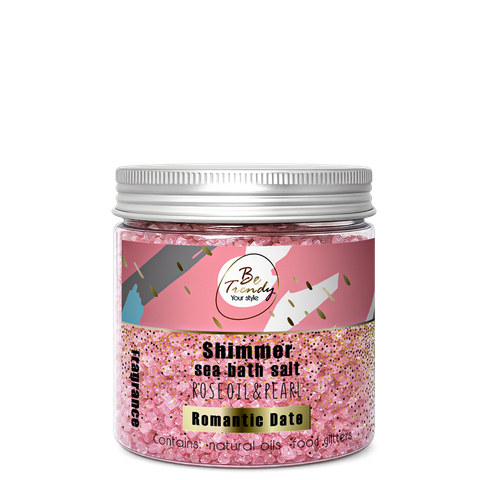 Be
Trendy
Your style
Shimmer
sea bath salt
ROSE OIL & PEARL
Romantic Date
Contains: natural oils · food glitters
Fragrance